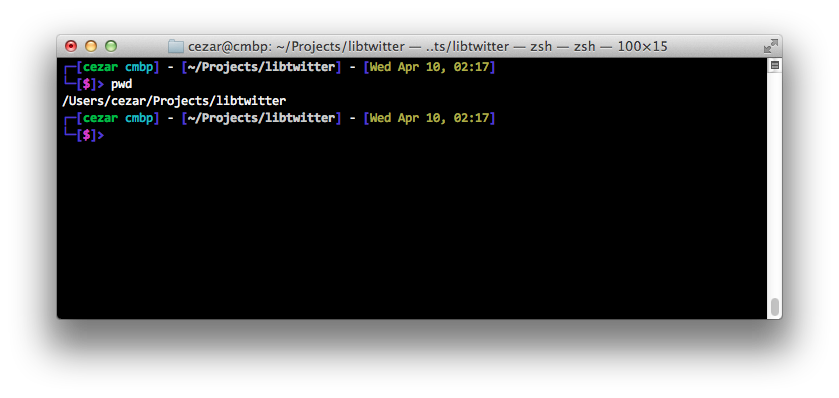 cezar@cmbp: ~/Projects/libtwitter — ..ts/libtwitter — zsh — zsh — 100×15
┌─[cezar cmbp] - [~/Projects/libtwitter] - [Wed Apr 10, 02:17]
└─[$]> pwd
/Users/cezar/Projects/libtwitter
┌─[cezar cmbp] - [~/Projects/libtwitter] - [Wed Apr 10, 02:17]
└─[$]>